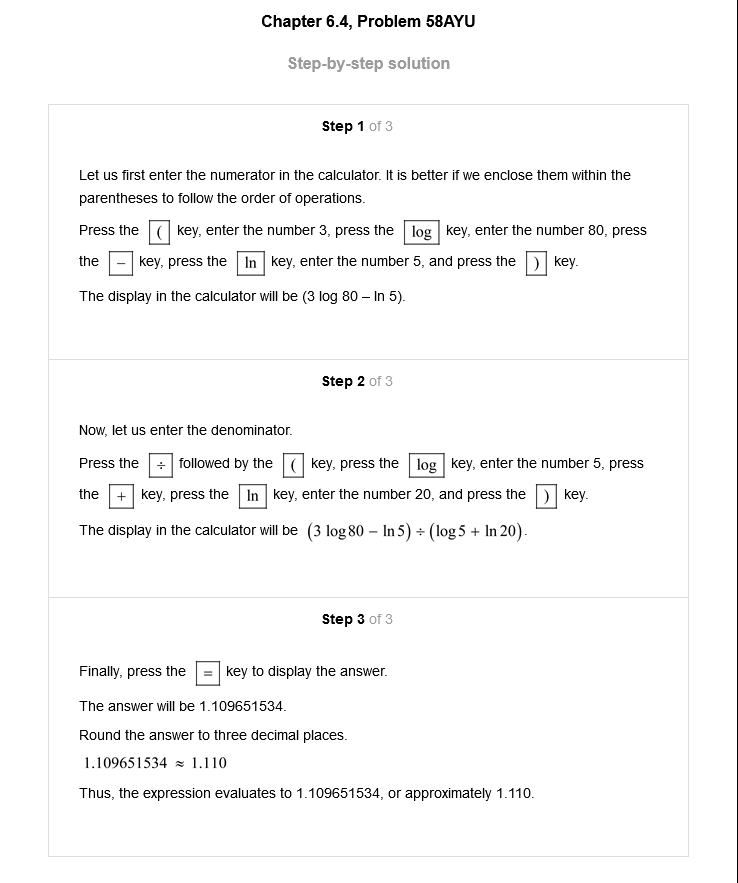 Chapter 6.4, Problem 58AYU
Step-by-step solution
Step 1 of 3
Let us first enter the numerator in the calculator. It is better if we enclose them within the
parentheses to follow the order of operations.
Press the ( key, enter the number 3, press the log key, enter the number 80, press
the − key, press the ln key, enter the number 5, and press the ) key.
The display in the calculator will be (3 log 80 – ln 5).
Step 2 of 3
Now, let us enter the denominator.
Press the ÷ followed by the ( key, press the log key, enter the number 5, press
the + key, press the ln key, enter the number 20, and press the ) key.
The display in the calculator will be (3 log 80 − ln 5) ÷ (log 5 + ln 20).
Step 3 of 3
Finally, press the = key to display the answer.
The answer will be 1.109651534.
Round the answer to three decimal places.
1.109651534 ≈ 1.110
Thus, the expression evaluates to 1.109651534, or approximately 1.110.